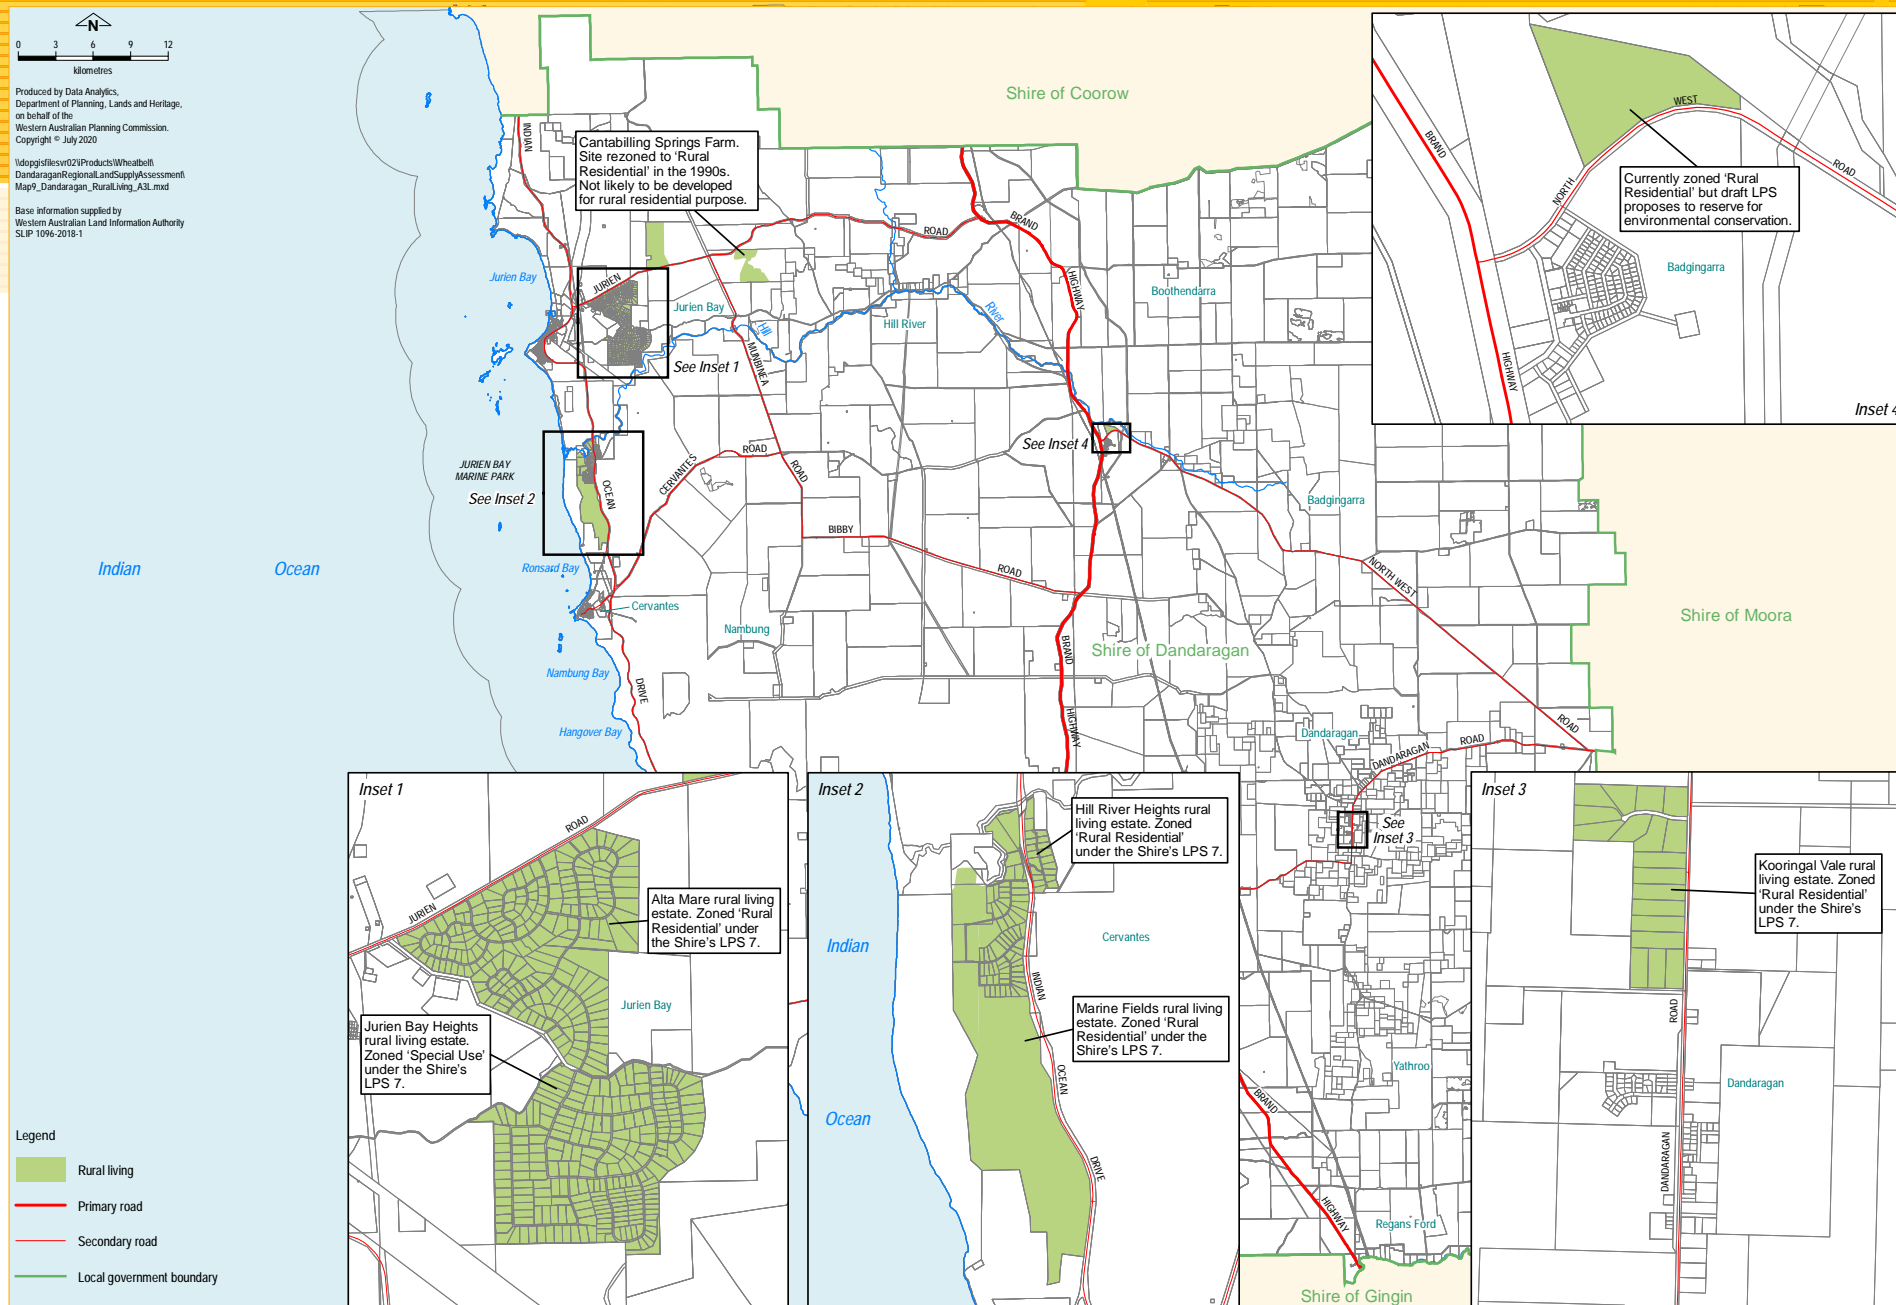 N
0 3 6 9 12
kilometres
Produced by Data Analytics,
Department of Planning, Lands and Heritage,
on behalf of the
Western Australian Planning Commission.
Copyright © July 2020
\\dopgisfilesvr02\iProducts\Wheatbelt\
DandaraganRegionalLandSupplyAssessment\
Map9_Dandaragan_RuralLiving_A3L.mxd
Base information supplied by
Western Australian Land Information Authority
SLIP 1096-2018-1
Shire of Coorow
INDIAN
Cantabilling Springs Farm.
Site rezoned to ‘Rural
Residential’ in the 1990s.
Not likely to be developed
for rural residential purpose.
ROAD
BRAND
HIGHWAY
Jurien Bay
JURIEN
Jurien Bay
Hill
River
Hill River
Boothendarra
MUNBINEA
See Inset 1
See Inset 4
JURIEN BAY
MARINE PARK
See Inset 2
OCEAN
CERVANTES
ROAD
ROAD
BIBBY
ROAD
Badgingarra
NORTH WEST
Indian Ocean
Ronsard Bay
Cervantes
Nambung
BRAND
Shire of Dandaragan
Shire of Moora
Nambung Bay
DRIVE
HIGHWAY
Hangover Bay
Dandaragan
DANDARAGAN
ROAD
ROAD
See
Inset 3
Yathroo
BRAND
HIGHWAY
Regans Ford
Shire of Gingin
WEST
BRAND
ROAD
NORTH
Currently zoned ‘Rural
Residential’ but draft LPS
proposes to reserve for
environmental conservation.
Badgingarra
HIGHWAY
Inset 4
Inset 1
ROAD
JURIEN
Alta Mare rural living
estate. Zoned ‘Rural
Residential’ under
the Shire’s LPS 7.
Jurien Bay
Jurien Bay Heights
rural living estate.
Zoned ‘Special Use’
under the Shire’s
LPS 7.
Inset 2
Hill River Heights rural
living estate. Zoned
‘Rural Residential’
under the Shire’s LPS 7.
Indian
Cervantes
INDIAN
Marine Fields rural living
estate. Zoned ‘Rural
Residential’ under the
Shire’s LPS 7.
OCEAN
Ocean
DRIVE
Inset 3
Kooringal Vale rural
living estate. Zoned
‘Rural Residential’
under the Shire’s
LPS 7.
ROAD
Dandaragan
DANDARAGAN
Legend
Rural living
Primary road
Secondary road
Local government boundary